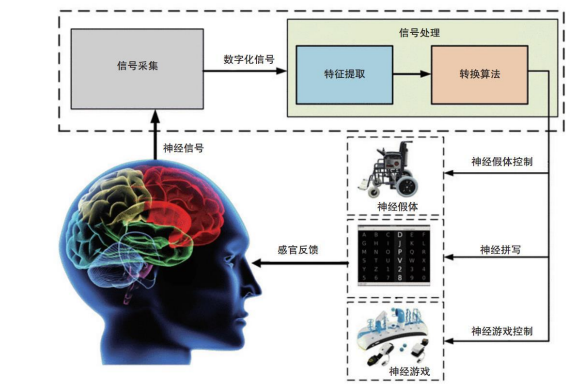 信号处理
信号采集
数字化信号
特征提取
转换算法
神经信号
神经假体控制
神经假体
感官反馈
神经拼写
神经游戏控制
神经游戏